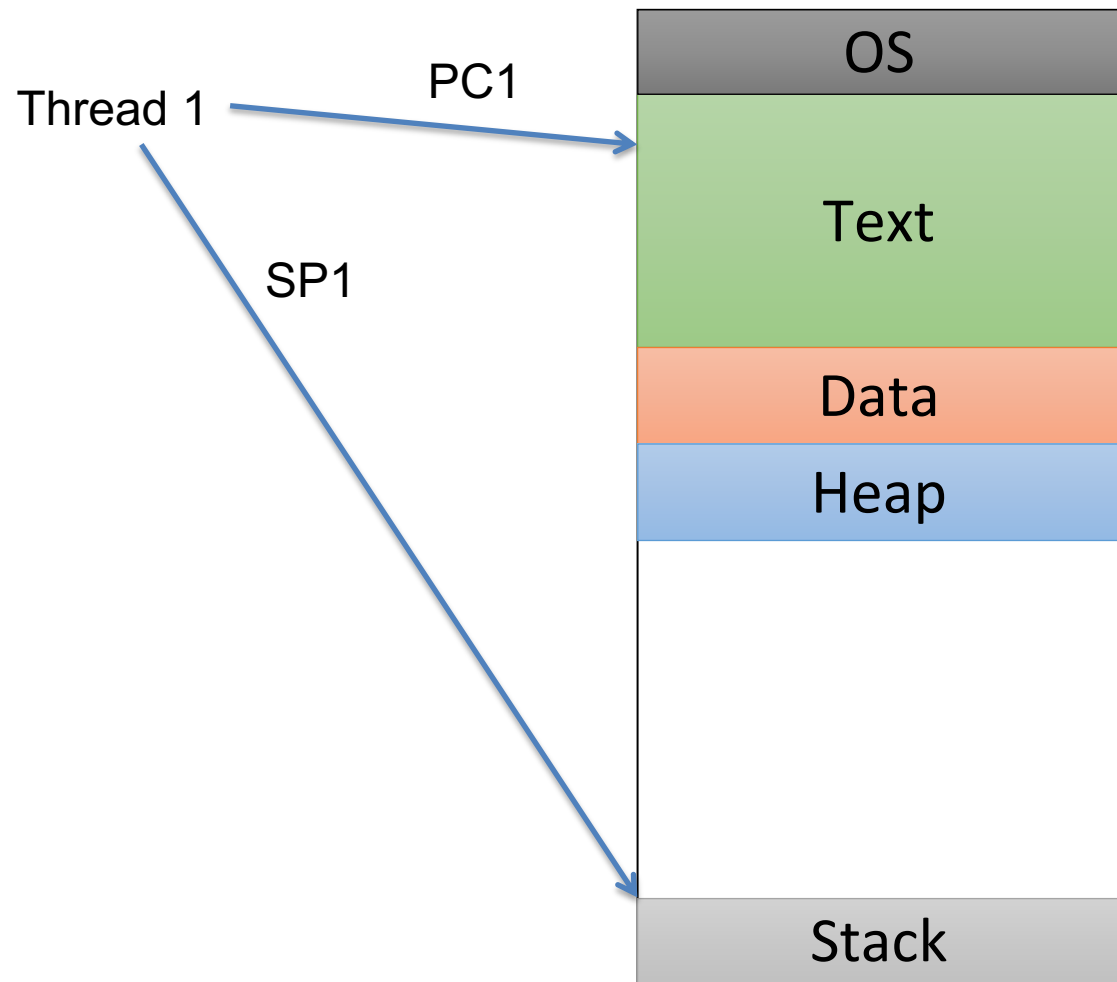 OS
PC1
Thread 1
Text
SP1
Data
Heap
Stack